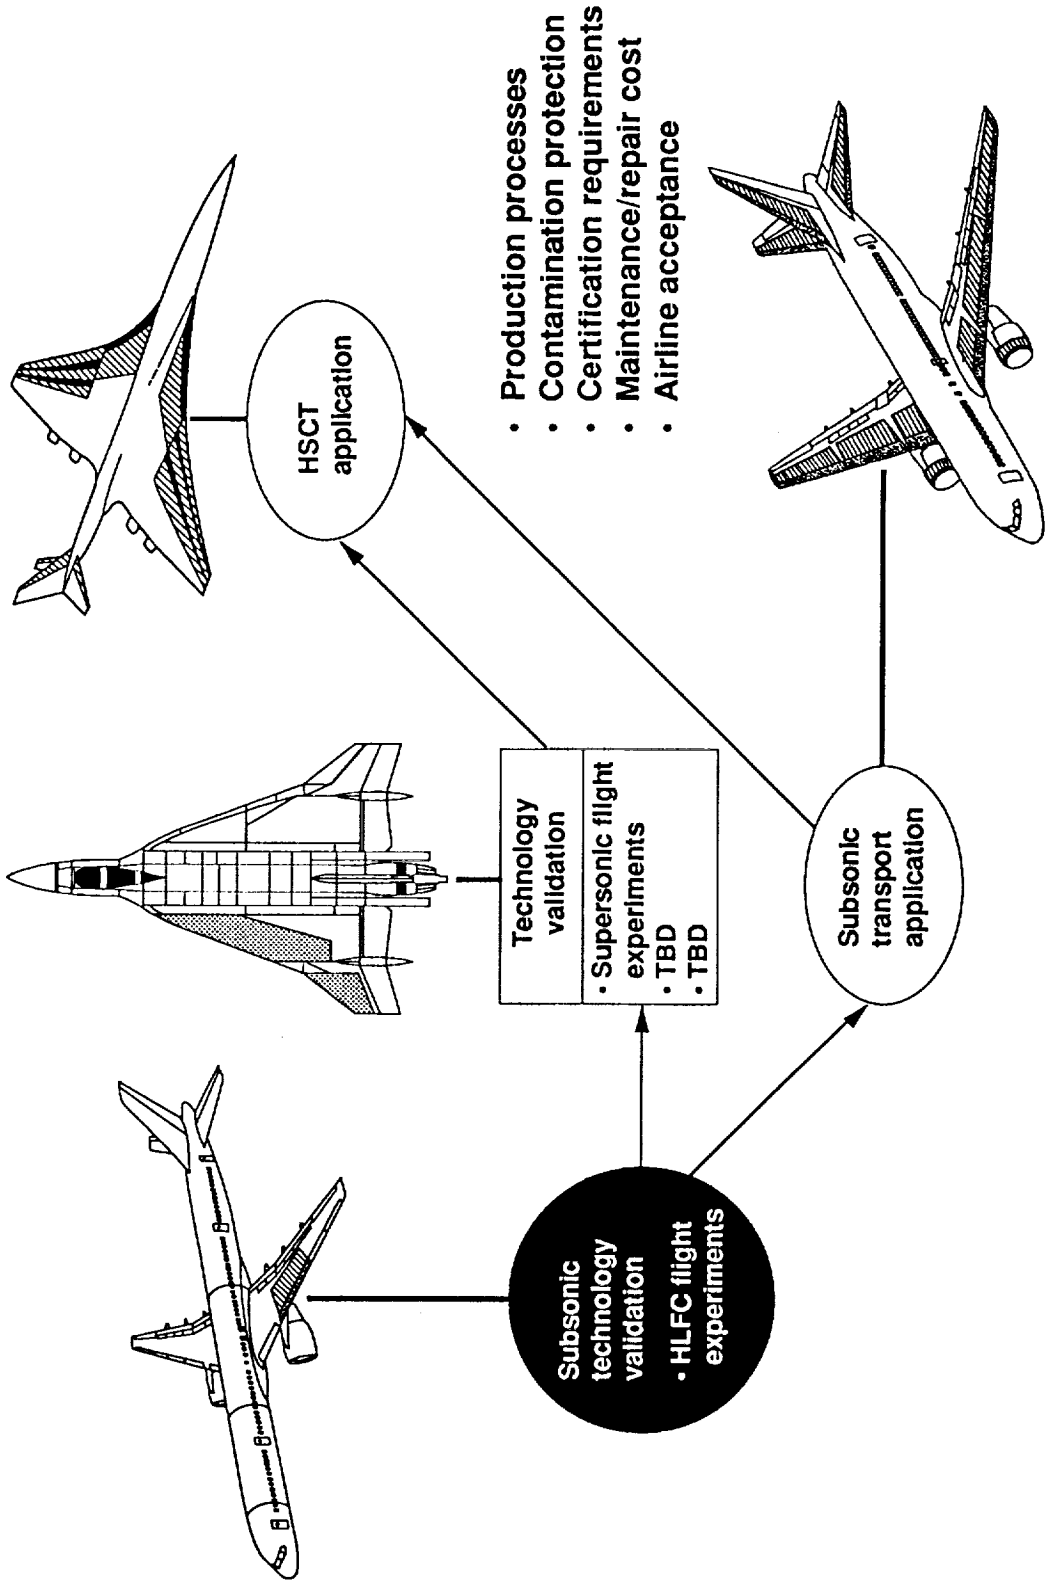 Subsonic
technology
validation
• HLFC flight
experiments
Technology
validation
• Supersonic flight
experiments
• TBD
• TBD
Subsonic
transport
application
HSCT
application
• Production processes
• Contamination protection
• Certification requirements
• Maintenance/repair cost
• Airline acceptance